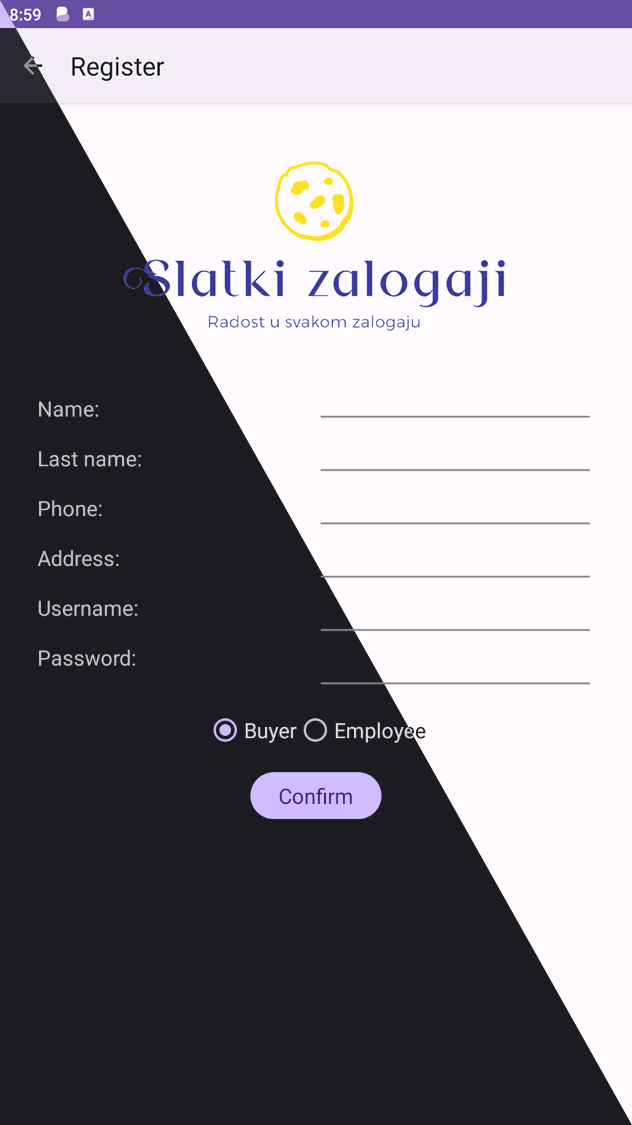 8:59 A
Register
Slatki zalogaji
Radost u svakom zalogaju
Name:
Last name:
Phone:
Address:
Username:
Password:
Buyer Employee
Confirm